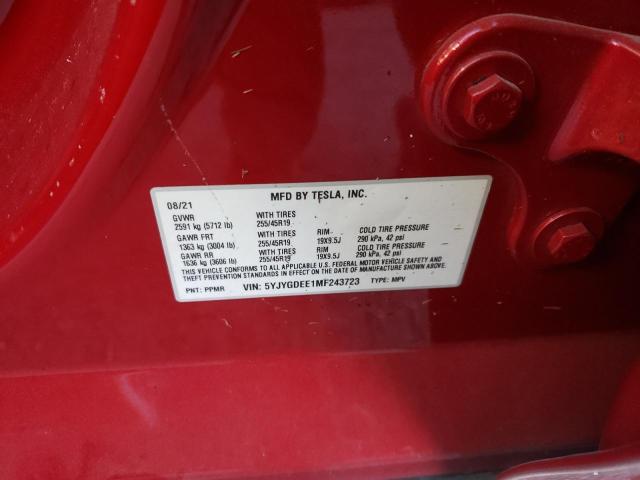 MFD BY TESLA, INC.
08/21
GVWR WITH TIRES
2591 kg (5712 lb) 255/45R19
GAWR FRT WITH TIRES RIM COLD TIRE PRESSURE
1363 kg (3004 lb) 255/45R19 19X9.5J 290 kPa, 42 psi
GAWR RR WITH TIRES RIM COLD TIRE PRESSURE
1636 kg (3606 lb) 255/45R19 19X9.5J 290 kPa, 42 psi
THIS VEHICLE CONFORMS TO ALL APPLICABLE U.S. FEDERAL MOTOR VEHICLE SAFETY AND
THEFT PREVENTION STANDARDS IN EFFECT ON THE DATE OF MANUFACTURE SHOWN ABOVE.
PNT: PPMR VIN: 5YJYGDEE1MF243723 TYPE: MPV